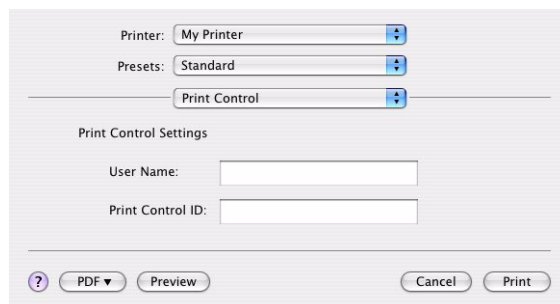 Printer: My Printer
Presets: Standard
Print Control
Print Control Settings
User Name:
Print Control ID:
? PDF▼ Preview Cancel Print